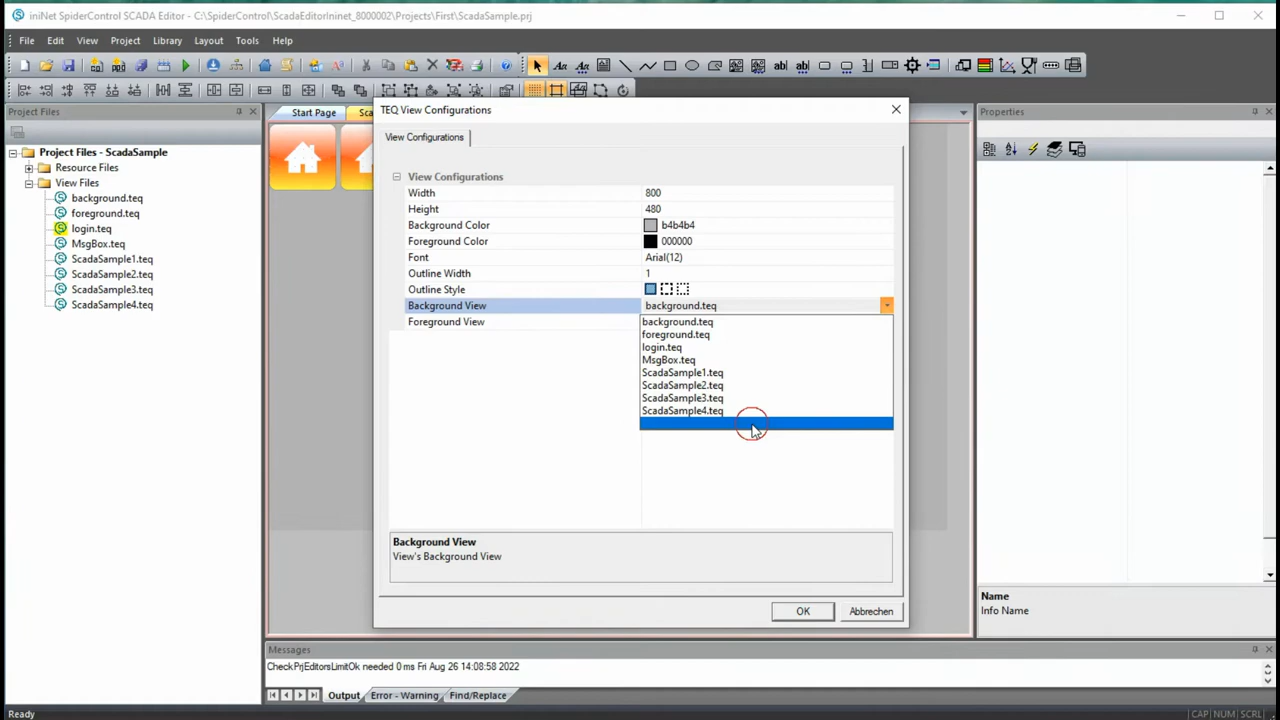 iniNet SpiderControl SCADA Editor - C:\SpiderControl\ScadaEditorIninet_8000002\Projects\First\ScadaSample.prj
File Edit View Project Library Layout Tools Help
Project Files
Project Files - ScadaSample
Resource Files
View Files
background.teq
foreground.teq
login.teq
MsgBox.teq
ScadaSample1.teq
ScadaSample2.teq
ScadaSample3.teq
ScadaSample4.teq
Start Page
Sca
TEQ View Configurations
View Configurations
View Configurations
Width 800
Height 480
Background Color b4b4b4
Foreground Color 000000
Font Arial(12)
Outline Width 1
Outline Style
Background View background.teq
Foreground View
background.teq
foreground.teq
login.teq
MsgBox.teq
ScadaSample1.teq
ScadaSample2.teq
ScadaSample3.teq
ScadaSample4.teq
Background View
View's Background View
OK Abbrechen
Properties
Name
Info Name
Messages
CheckPrjEditorsLimitOk needed 0 ms Fri Aug 26 14:08:58 2022
Output Error - Warning Find/Replace
Ready
CAP NUM SCRL